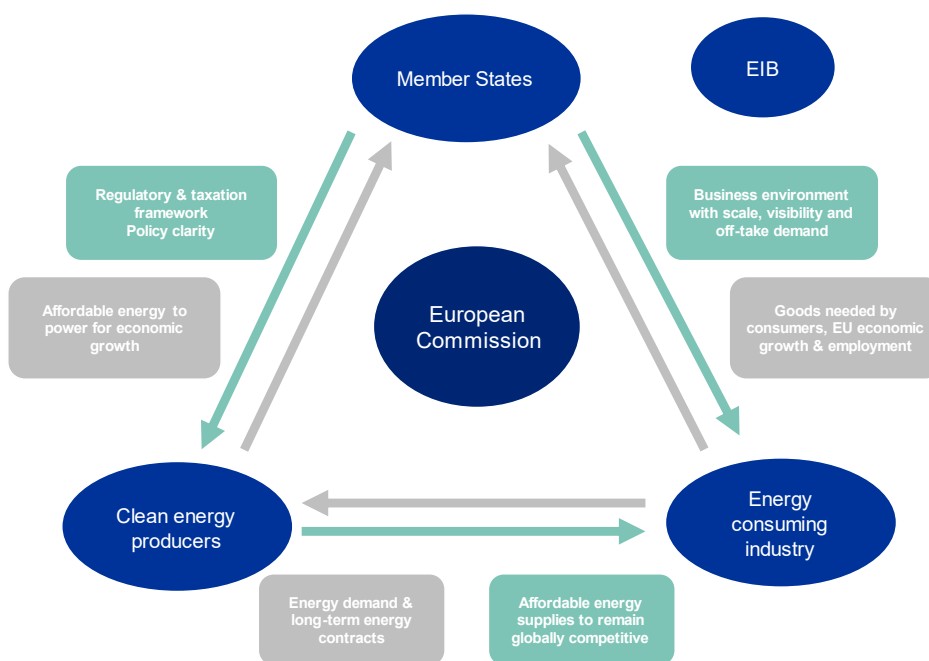 Member States
EIB
Regulatory & taxation
framework
Policy clarity
Business environment
with scale, visibility and
off-take demand
Affordable energy to
power for economic
growth
European
Commission
Goods needed by
consumers, EU economic
growth & employment
Clean energy
producers
Energy
consuming
industry
Energy demand &
long-term energy
contracts
Affordable energy
supplies to remain
globally competitive